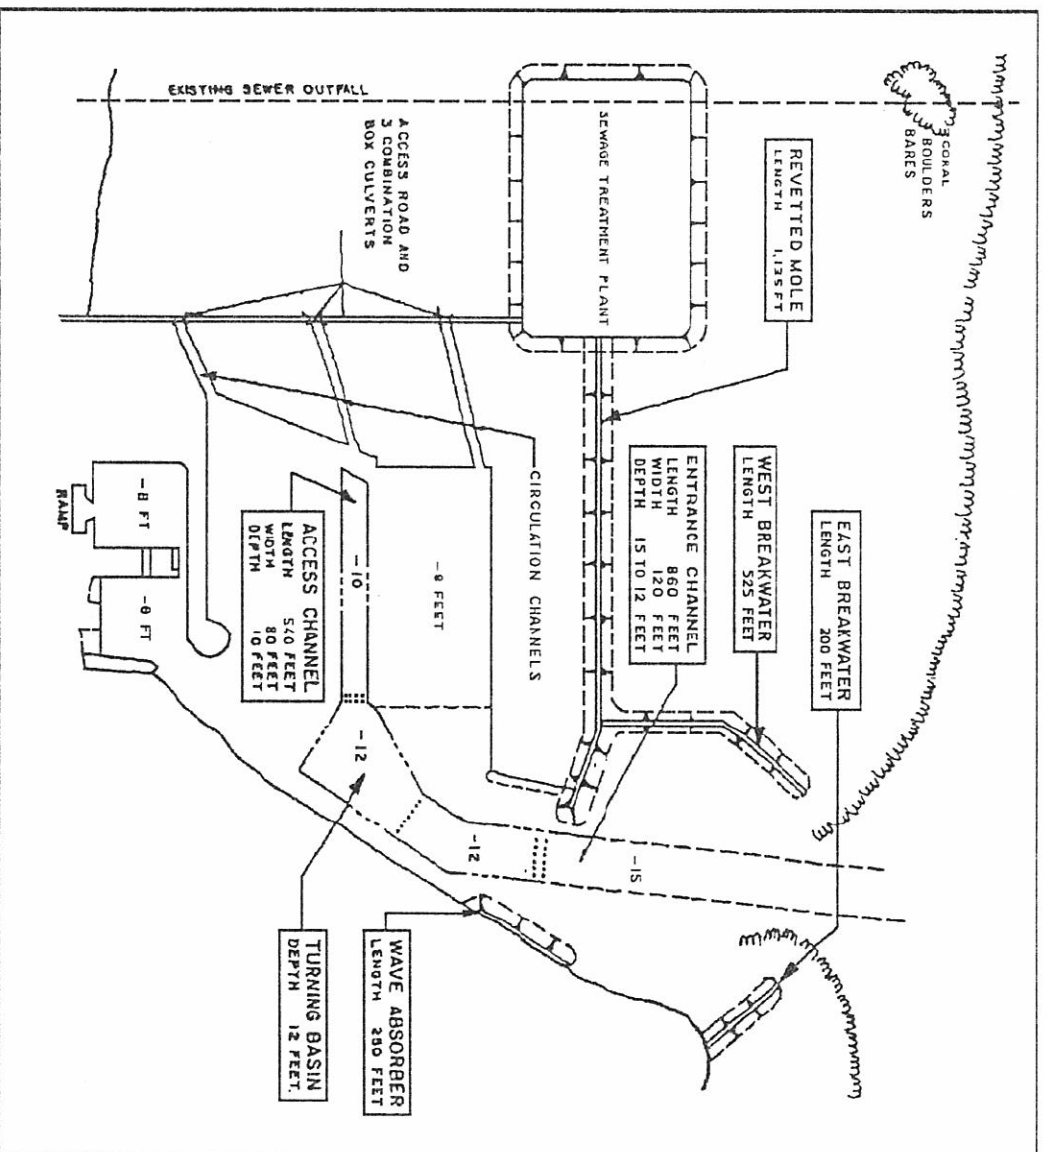 EXISTING SEWER OUTFALL
3 CORAL
BOULDERS
BARES
SEWAGE TREATMENT PLANT
REVETTED MOLE
LENGTH 1,135 FT
ACCESS ROAD AND
3 COMBINATION
BOX CULVERTS
EAST BREAKWATER
LENGTH 200 FEET
WEST BREAKWATER
LENGTH 525 FEET
ENTRANCE CHANNEL
LENGTH 860 FEET
WIDTH 120 FEET
DEPTH 15 TO 12 FEET
CIRCULATION CHANNELS
-8 FEET
-10
ACCESS CHANNEL
LENGTH 540 FEET
WIDTH 80 FEET
DEPTH 10 FEET
-8 FT
RAMP
-8 FT
-12
-12
-15
WAVE ABSORBER
LENGTH 250 FEET
TURNING BASIN
DEPTH 12 FEET.